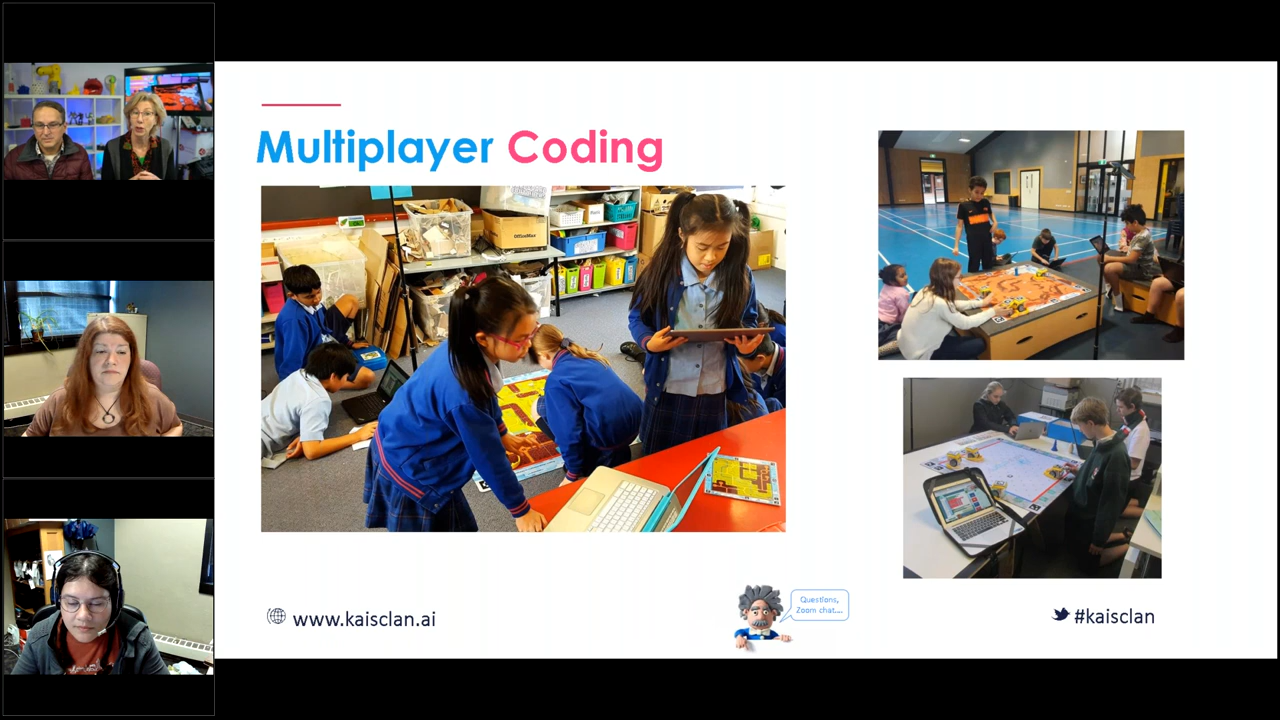 Multiplayer Coding
OfficeMax
www.kaisclan.ai
Questions,
Zoom chat....
#kaisclan